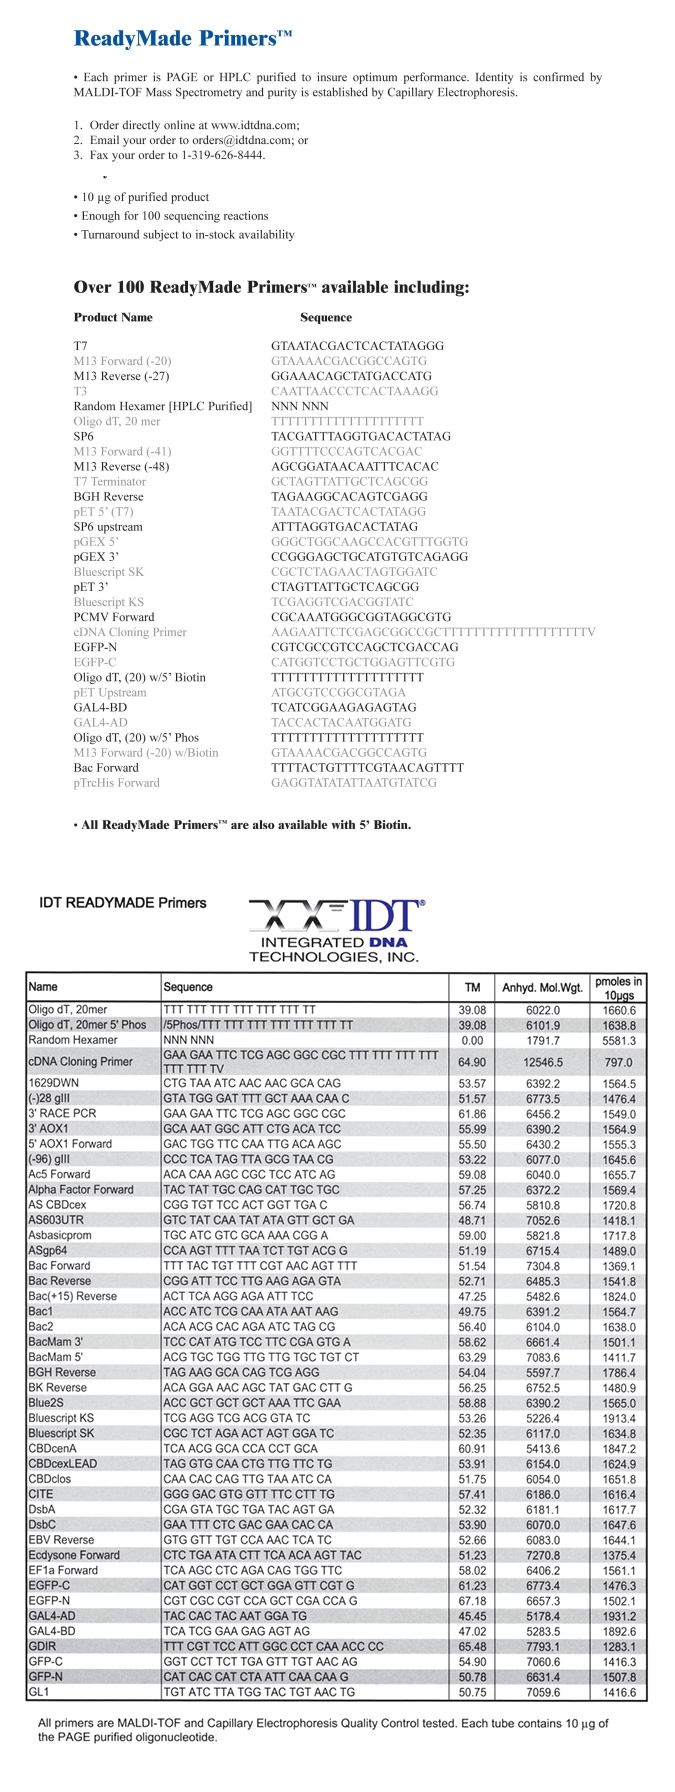 ReadyMade Primers™
• Each primer is PAGE or HPLC purified to insure optimum performance. Identity is confirmed by
MALDI-TOF Mass Spectrometry and purity is established by Capillary Electrophoresis.
1. Order directly online at www.idtdna.com;
2. Email your order to orders@idtdna.com; or
3. Fax your order to 1-319-626-8444.
• 10 µg of purified product
• Enough for 100 sequencing reactions
• Turnaround subject to in-stock availability
Over 100 ReadyMade Primers™ available including:
Product Name Sequence
T7 GTAATACGACTCACTATAGGG
M13 Forward (-20) GTAAAACGACGGCCAGTG
M13 Reverse (-27) GGAAACAGCTATGACCATG
T3 CAATTAACCCTCACTAAAGG
Random Hexamer [HPLC Purified] NNN NNN
Oligo dT, 20 mer TTTTTTTTTTTTTTTTTTTT
SP6 TACGATTTAGGTGACACTATAG
M13 Forward (-41) GGTTTTCCCAGTCACGAC
M13 Reverse (-48) AGCGGATAACAATTTCACAC
T7 Terminator GCTAGTTATTGCTCAGCGG
BGH Reverse TAGAAGGCACAGTCGAGG
pET 5’ (T7) TAATACGACTCACTATAGG
SP6 upstream ATTTAGGTGACACTATAG
pGEX 5’ GGGCTGGCAAGCCACGTTTGGTG
pGEX 3’ CCGGGAGCTGCATGTGTCAGAGG
Bluescript SK CGCTCTAGAACTAGTGGATC
pET 3’ CTAGTTATTGCTCAGCGG
Bluescript KS TCGAGGTCGACGGTATC
PCMV Forward CGCAAATGGGCGGTAGGCGTG
cDNA Cloning Primer AAGAATTCTCGAGCGGCCGCTTTTTTTTTTTTTTTTTTTV
EGFP-N CGTCGCCGTCCAGCTCGACCAG
EGFP-C CATGGTCCTGCTGGAGTTCGTG
Oligo dT, (20) w/5’ Biotin TTTTTTTTTTTTTTTTTTTT
pET Upstream ATGCGTCCGGCGTAGA
GAL4-BD TCATCGGAAGAGAGTAG
GAL4-AD TACCACTACAATGGATG
Oligo dT, (20) w/5’ Phos TTTTTTTTTTTTTTTTTTTT
M13 Forward (-20) w/Biotin GTAAAACGACGGCCAGTG
Bac Forward TTTTACTGTTTTCGTAACAGTTTT
pTrcHis Forward GAGGTATATATTAATGTATCG
• All ReadyMade Primers™ are also available with 5’ Biotin.
IDT READYMADE Primers
IDT®
INTEGRATED DNA
TECHNOLOGIES, INC.
Name Sequence TM Anhyd. Mol.Wgt. pmoles in
10µgs
Oligo dT, 20mer TTT TTT TTT TTT TTT TTT TT 39.08 6022.0 1660.6
Oligo dT, 20mer 5' Phos /5Phos/TTT TTT TTT TTT TTT TTT TT 39.08 6101.9 1638.8
Random Hexamer NNN NNN 0.00 1791.7 5581.3
cDNA Cloning Primer GAA GAA TTC TCG AGC GGC CGC TTT TTT TTT TTT
TTT TTT TV 64.90 12546.5 797.0
1629DWN CTG TAA ATC AAC AAC GCA CAG 53.57 6392.2 1564.5
(-)28 gIII GTA TGG GAT TTT GCT AAA CAA C 51.57 6773.5 1476.4
3' RACE PCR GAA GAA TTC TCG AGC GGC CGC 61.86 6456.2 1549.0
3' AOX1 GCA AAT GGC ATT CTG ACA TCC 55.99 6390.2 1564.9
5' AOX1 Forward GAC TGG TTC CAA TTG ACA AGC 55.50 6430.2 1555.3
(-96) gIII CCC TCA TAG TTA GCG TAA CG 53.22 6077.0 1645.6
Ac5 Forward ACA CAA AGC CGC TCC ATC AG 59.08 6040.0 1655.7
Alpha Factor Forward TAC TAT TGC CAG CAT TGC TGC 57.25 6372.2 1569.4
AS CBDcex CGG TGT TCC ACT GGT TGA C 56.74 5810.8 1720.8
AS603UTR GTC TAT CAA TAT ATA GTT GCT GA 48.71 7052.6 1418.1
Asbasicprom TGC ATC GTC GCA AAA CGG A 59.00 5821.8 1717.8
ASgp64 CCA AGT TTT TAA TCT TGT ACG G 51.19 6715.4 1489.0
Bac Forward TTT TAC TGT TTT CGT AAC AGT TTT 51.54 7304.8 1369.1
Bac Reverse CGG ATT TCC TTG AAG AGA GTA 52.71 6485.3 1541.8
Bac(+15) Reverse ACT TCA AGG AGA ATT TCC 47.25 5482.6 1824.0
Bac1 ACC ATC TCG CAA ATA AAT AAG 49.75 6391.2 1564.7
Bac2 ACA ACG CAC AGA ATC TAG CG 56.40 6104.0 1638.0
BacMam 3' TCC CAT ATG TCC TTC CGA GTG A 58.62 6661.4 1501.1
BacMam 5' ACG TGC TGG TTG TTG TGC TGT CT 63.29 7083.6 1411.7
BGH Reverse TAG AAG GCA CAG TCG AGG 54.04 5597.7 1786.4
BK Reverse ACA GGA AAC AGC TAT GAC CTT G 56.25 6752.5 1480.9
Blue2S ACC GCT GCT GCT AAA TTC GAA 58.88 6390.2 1565.0
Bluescript KS TCG AGG TCG ACG GTA TC 53.26 5226.4 1913.4
Bluescript SK CGC TCT AGA ACT AGT GGA TC 52.35 6117.0 1634.8
CBDcenA TCA ACG GCA CCA CCT GCA 60.91 5413.6 1847.2
CBDcexLEAD TAG GTG CAA CTG TTG TTC TG 53.91 6154.0 1624.9
CBDclos CAA CAC CAG TTG TAA ATC CA 51.75 6054.0 1651.8
CITE GGG GAC GTG GTT TTC CTT TG 57.41 6186.0 1616.4
DsbA CGA GTA TGC TGA TAC AGT GA 52.32 6181.1 1617.7
DsbC GAA TTT CTC GAC GAA CAC CA 53.90 6070.0 1647.6
EBV Reverse GTG GTT TGT CCA AAC TCA TC 52.66 6083.0 1644.1
Ecdysone Forward CTC TGA ATA CTT TCA ACA AGT TAC 51.23 7270.8 1375.4
EF1a Forward TCA AGC CTC AGA CAG TGG TTC 58.02 6406.2 1561.1
EGFP-C CAT GGT CCT GCT GGA GTT CGT G 61.23 6773.4 1476.3
EGFP-N CGT CGC CGT CCA GCT CGA CCA G 67.18 6657.3 1502.1
GAL4-AD TAC CAC TAC AAT GGA TG 45.45 5178.4 1931.2
GAL4-BD TCA TCG GAA GAG AGT AG 47.02 5283.5 1892.6
GDIR TTT CGT TCC ATT GGC CCT CAA ACC CC 65.48 7793.1 1283.1
GFP-C GGT CCT TCT TGA GTT TGT AAC AG 54.90 7060.6 1416.3
GFP-N CAT CAC CAT CTA ATT CAA CAA G 50.78 6631.4 1507.8
GL1 TGT ATC TTA TGG TAC TGT AAC TG 50.75 7059.6 1416.6
All primers are MALDI-TOF and Capillary Electrophoresis Quality Control tested. Each tube contains 10 µg of
the PAGE purified oligonucleotide.